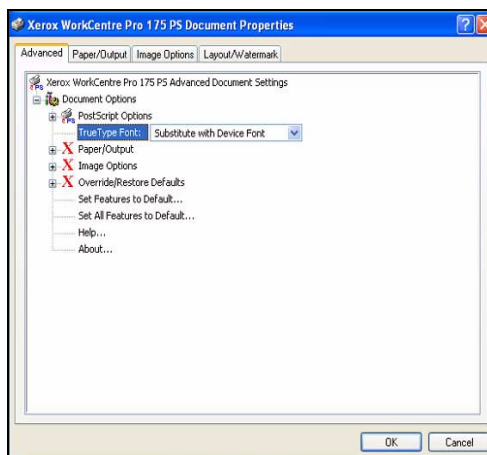 Xerox WorkCentre Pro 175 PS Document Properties
Advanced Paper/Output Image Options Layout/Watermark
Xerox WorkCentre Pro 175 PS Advanced Document Settings
Document Options
PostScript Options
TrueType Font: Substitute with Device Font
Paper/Output
Image Options
Override/Restore Defaults
Set Features to Default...
Set All Features to Default...
Help...
About...
OK Cancel